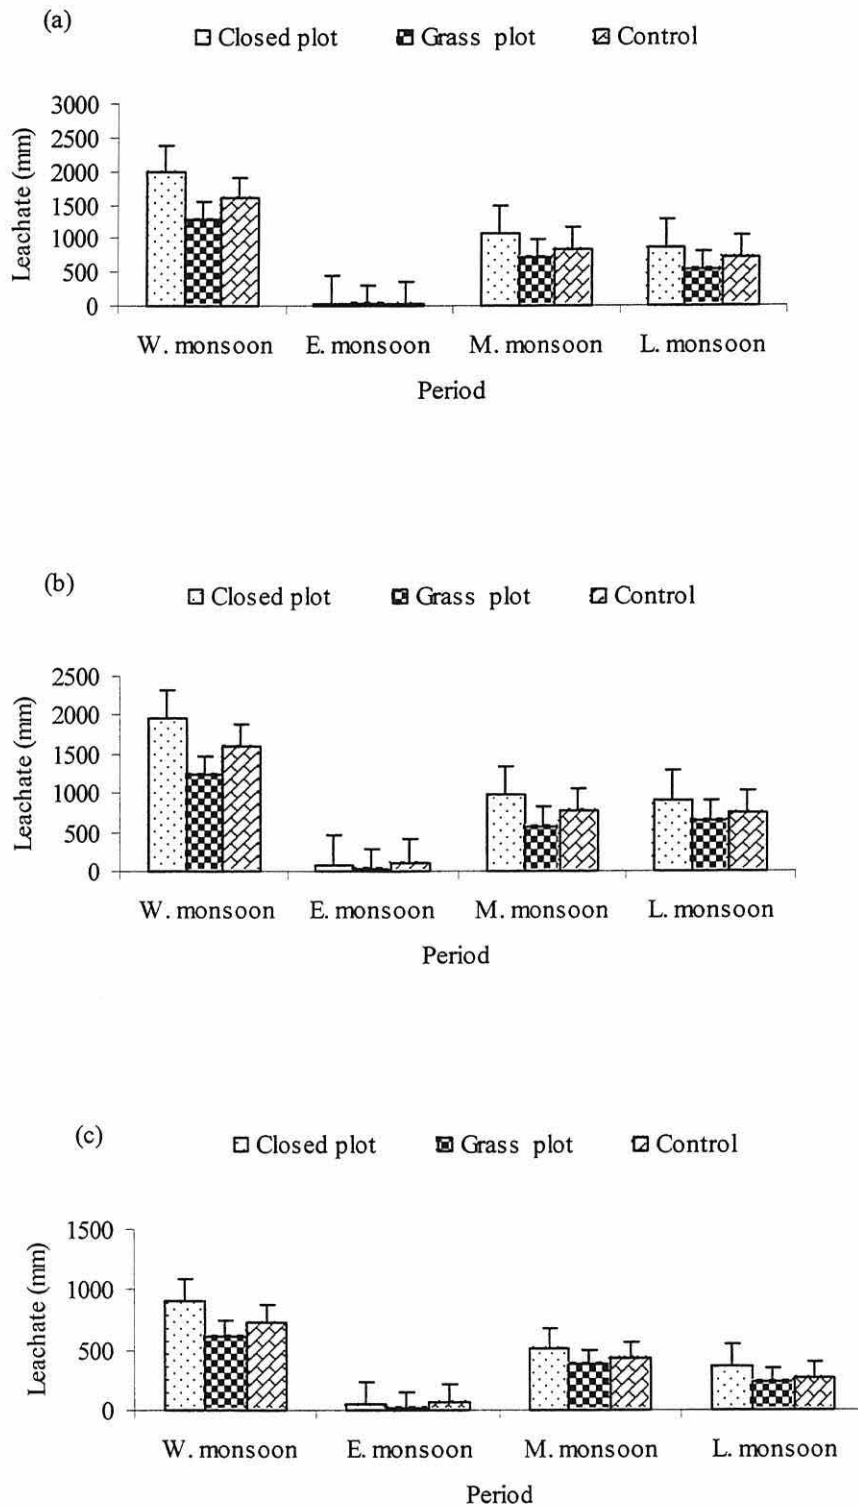 (a)
Closed plot Grass plot Control
Leachate (mm)
3000
2500
2000
1500
1000
500
0
W. monsoon E. monsoon M. monsoon L. monsoon
Period
(b)
Closed plot Grass plot Control
Leachate (mm)
2500
2000
1500
1000
500
0
W. monsoon E. monsoon M. monsoon L. monsoon
Period
(c)
Closed plot Grass plot Control
Leachate (mm)
1500
1000
500
0
W. monsoon E. monsoon M. monsoon L. monsoon
Period